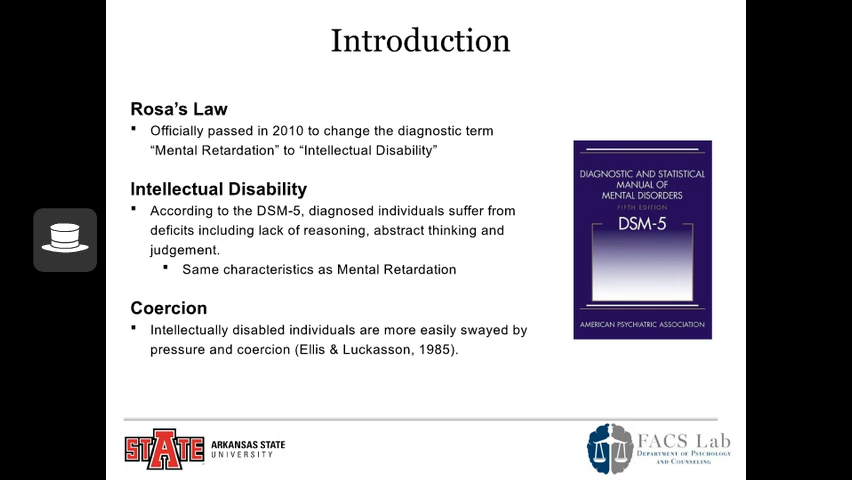 Introduction
Rosa’s Law
▪ Officially passed in 2010 to change the diagnostic term
“Mental Retardation” to “Intellectual Disability”
Intellectual Disability
▪ According to the DSM-5, diagnosed individuals suffer from
deficits including lack of reasoning, abstract thinking and
judgement.
▪ Same characteristics as Mental Retardation
Coercion
▪ Intellectually disabled individuals are more easily swayed by
pressure and coercion (Ellis & Luckasson, 1985).
DIAGNOSTIC AND STATISTICAL
MANUAL OF
MENTAL DISORDERS
FIFTH EDITION
DSM-5
AMERICAN PSYCHIATRIC ASSOCIATION
STATE
ARKANSAS STATE
UNIVERSITY
FACS Lab
DEPARTMENT OF PSYCHOLOGY
AND COUNSELING